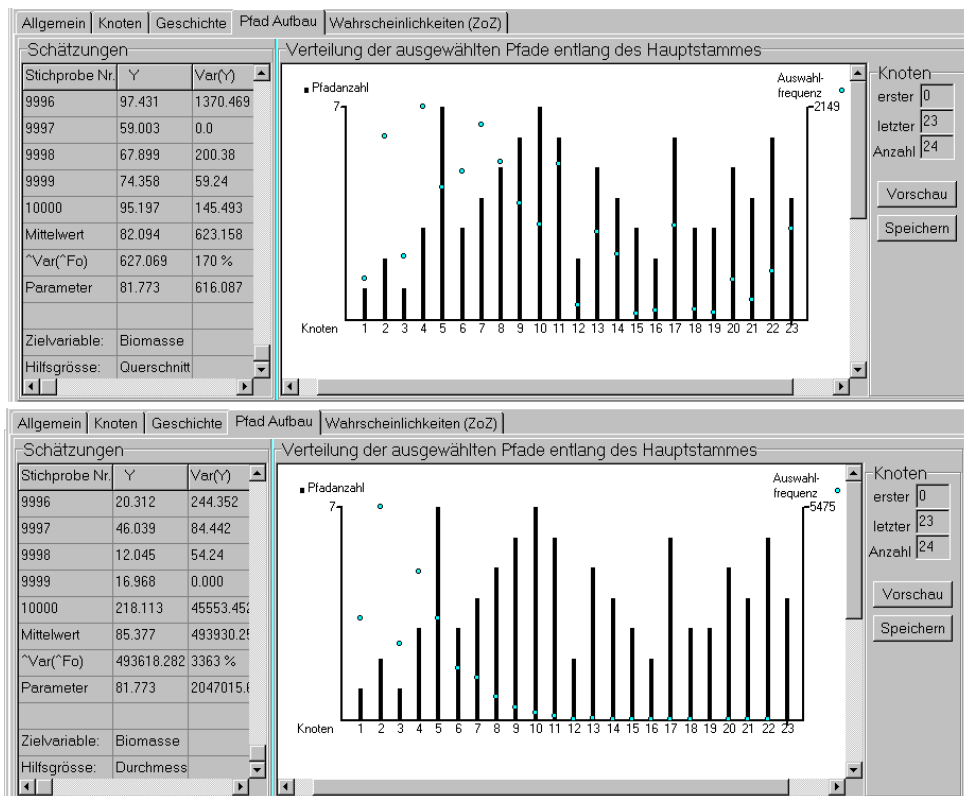 Allgemein Knoten Geschichte Pfad Aufbau Wahrscheinlichkeiten (ZoZ)
Schätzungen
Stichprobe Nr. Y Var(Y)
9996 97.431 1370.469
9997 59.003 0.0
9998 67.899 200.38
9999 74.358 59.24
10000 95.197 145.493
Mittelwert 82.094 623.158
^Var(^Fo) 627.069 170 %
Parameter 81.773 616.087
Zielvariable: Biomasse
Hilfsgrösse: Querschnitt
Verteilung der ausgewählten Pfade entlang des Hauptstammes
Pfadanzahl
Auswahl-
frequenz
7 2149
Knoten 1 2 3 4 5 6 7 8 9 10 11 12 13 14 15 16 17 18 19 20 21 22 23
Knoten
erster 0
letzter 23
Anzahl 24
Vorschau
Speichern
Allgemein Knoten Geschichte Pfad Aufbau Wahrscheinlichkeiten (ZoZ)
Schätzungen
Stichprobe Nr. Y Var(Y)
9996 20.312 244.352
9997 46.039 84.442
9998 12.045 54.24
9999 16.968 0.000
10000 218.113 45553.452
Mittelwert 85.377 493930.25
^Var(^Fo) 493618.282 3363 %
Parameter 81.773 2047015.6
Zielvariable: Biomasse
Hilfsgrösse: Durchmess
Verteilung der ausgewählten Pfade entlang des Hauptstammes
Pfadanzahl
Auswahl-
frequenz
7 5475
Knoten 1 2 3 4 5 6 7 8 9 10 11 12 13 14 15 16 17 18 19 20 21 22 23
Knoten
erster 0
letzter 23
Anzahl 24
Vorschau
Speichern